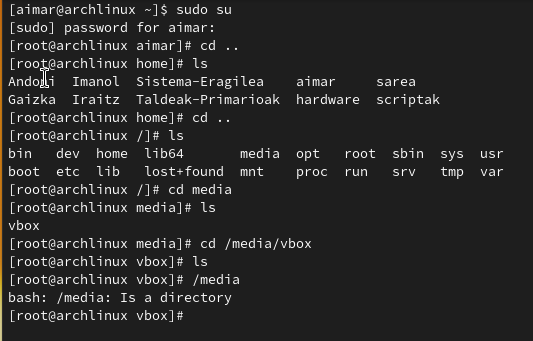 [aimar@archlinux ~]$ sudo su
[sudo] password for aimar:
[root@archlinux aimar]# cd ..
[root@archlinux home]# ls
Andoni  Imanol  Sistema-Eragilea    aimar     sarea
Gaizka  Iraitz  Taldeak-Primarioak  hardware  scriptak
[root@archlinux home]# cd ..
[root@archlinux /]# ls
bin   dev  home  lib64       media  opt   root  sbin  sys  usr
boot  etc  lib   lost+found  mnt    proc  run   srv   tmp  var
[root@archlinux /]# cd media
[root@archlinux media]# ls
vbox
[root@archlinux media]# cd /media/vbox
[root@archlinux vbox]# ls
[root@archlinux vbox]# /media
bash: /media: Is a directory
[root@archlinux vbox]#